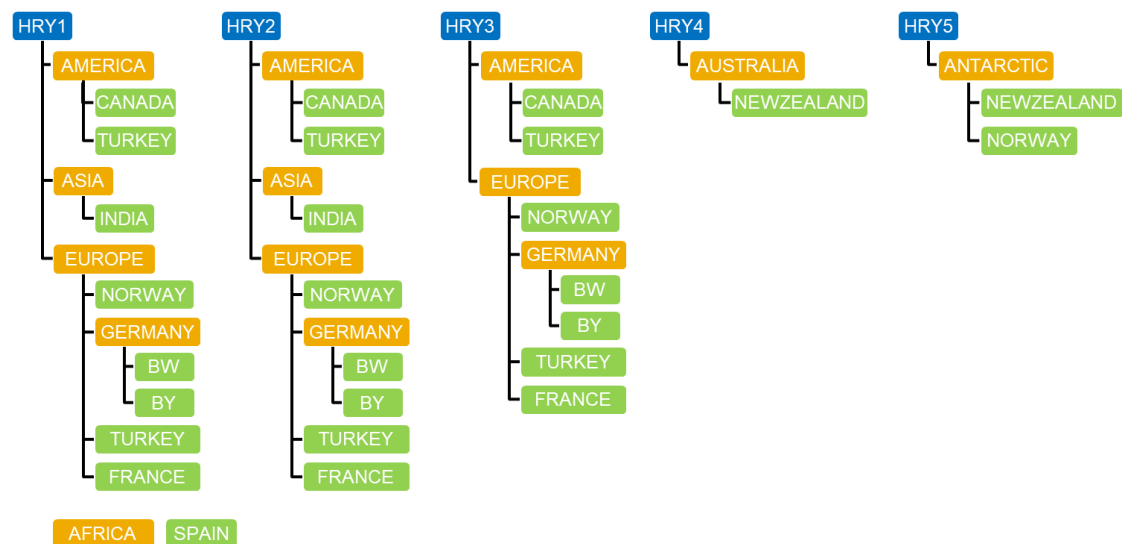 HRY1
AMERICA
CANADA
TURKEY
ASIA
INDIA
EUROPE
NORWAY
GERMANY
BW
BY
TURKEY
FRANCE
HRY2
AMERICA
CANADA
TURKEY
ASIA
INDIA
EUROPE
NORWAY
GERMANY
BW
BY
TURKEY
FRANCE
HRY3
AMERICA
CANADA
TURKEY
EUROPE
NORWAY
GERMANY
BW
BY
TURKEY
FRANCE
HRY4
AUSTRALIA
NEWZEALAND
HRY5
ANTARCTIC
NEWZEALAND
NORWAY
AFRICA
SPAIN